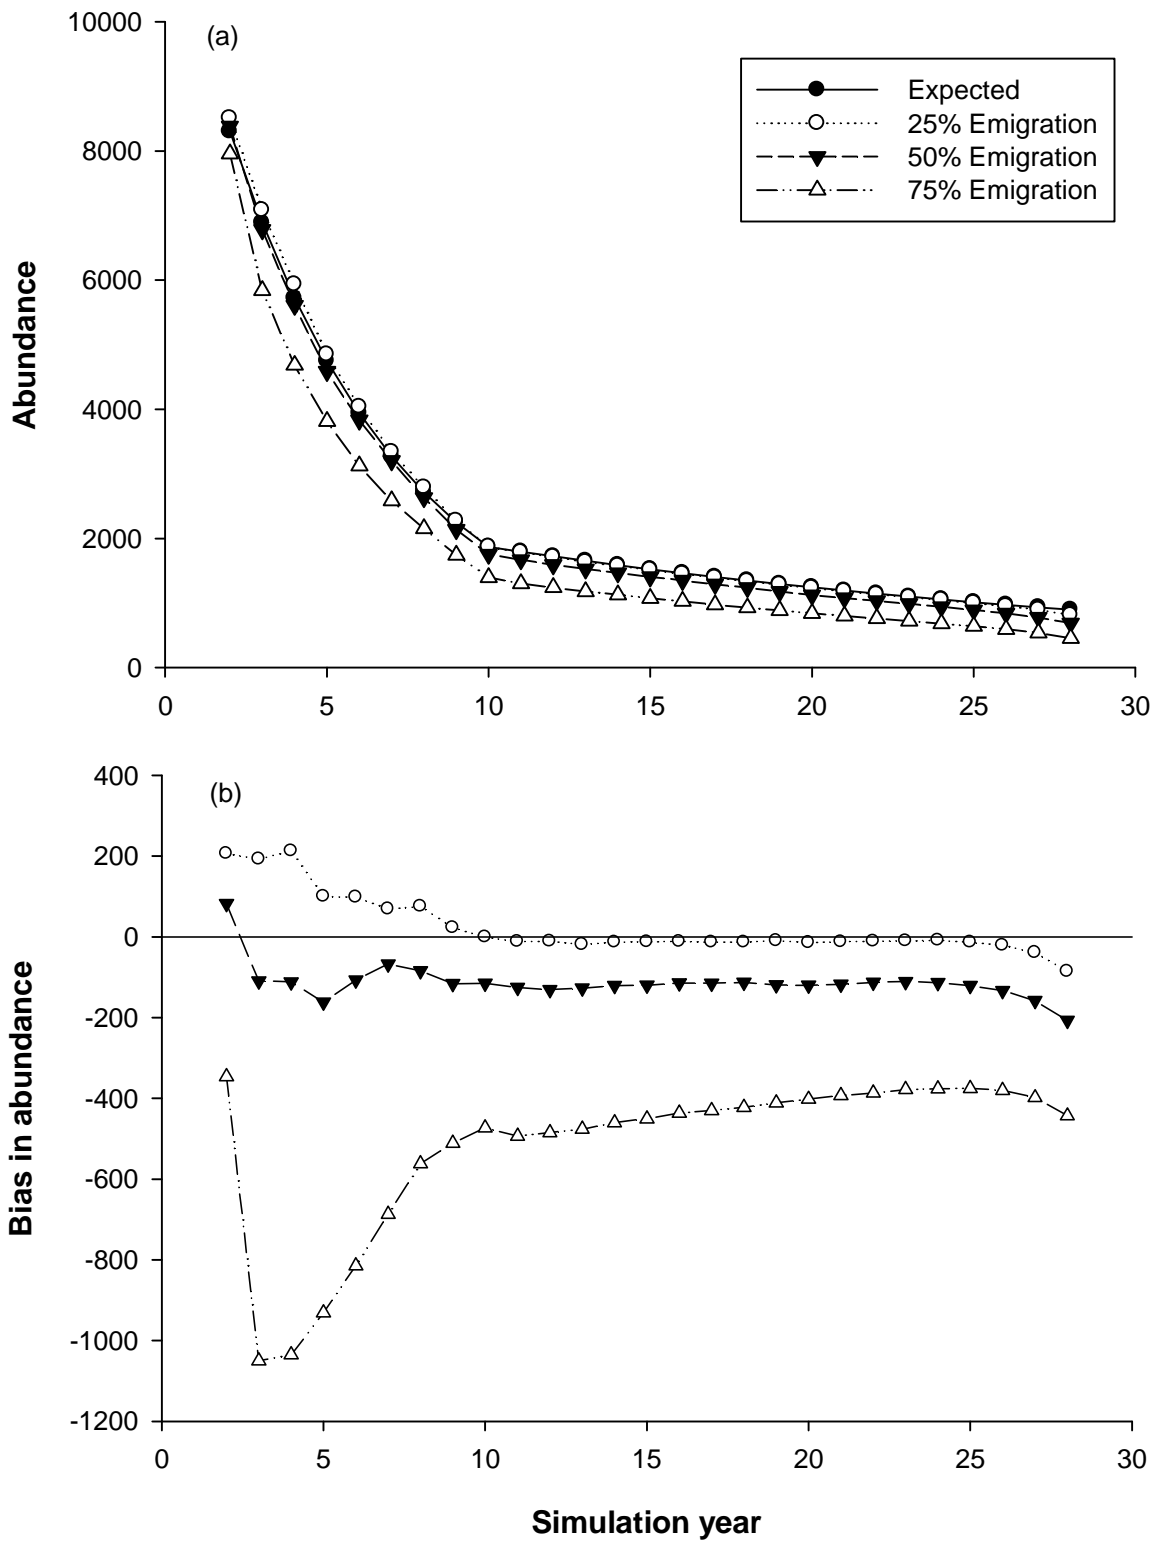 (a)
10000
8000
6000
4000
2000
0
Abundance
Expected
25% Emigration
50% Emigration
75% Emigration
0 5 10 15 20 25 30
(b)
400
200
0
-200
-400
-600
-800
-1000
-1200
Bias in abundance
0 5 10 15 20 25 30
Simulation year